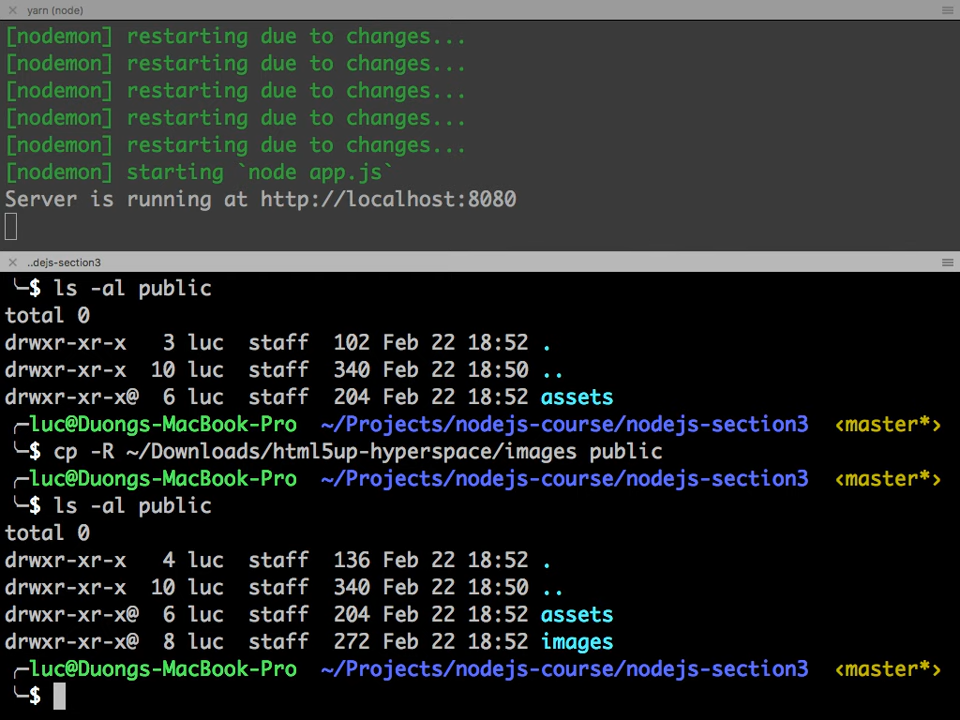 yarn (node)
[nodemon] restarting due to changes...
[nodemon] restarting due to changes...
[nodemon] restarting due to changes...
[nodemon] restarting due to changes...
[nodemon] restarting due to changes...
[nodemon] starting `node app.js`
Server is running at http://localhost:8080
..dejs-section3
╰─$ ls -al public
total 0
drwxr-xr-x   3 luc  staff  102 Feb 22 18:52 .
drwxr-xr-x  10 luc  staff  340 Feb 22 18:50 ..
drwxr-xr-x@  6 luc  staff  204 Feb 22 18:52 assets
╭─luc@Duongs-MacBook-Pro  ~/Projects/nodejs-course/nodejs-section3  ‹master*›
╰─$ cp -R ~/Downloads/html5up-hyperspace/images public
╭─luc@Duongs-MacBook-Pro  ~/Projects/nodejs-course/nodejs-section3  ‹master*›
╰─$ ls -al public
total 0
drwxr-xr-x   4 luc  staff  136 Feb 22 18:52 .
drwxr-xr-x  10 luc  staff  340 Feb 22 18:50 ..
drwxr-xr-x@  6 luc  staff  204 Feb 22 18:52 assets
drwxr-xr-x@  8 luc  staff  272 Feb 22 18:52 images
╭─luc@Duongs-MacBook-Pro  ~/Projects/nodejs-course/nodejs-section3  ‹master*›
╰─$